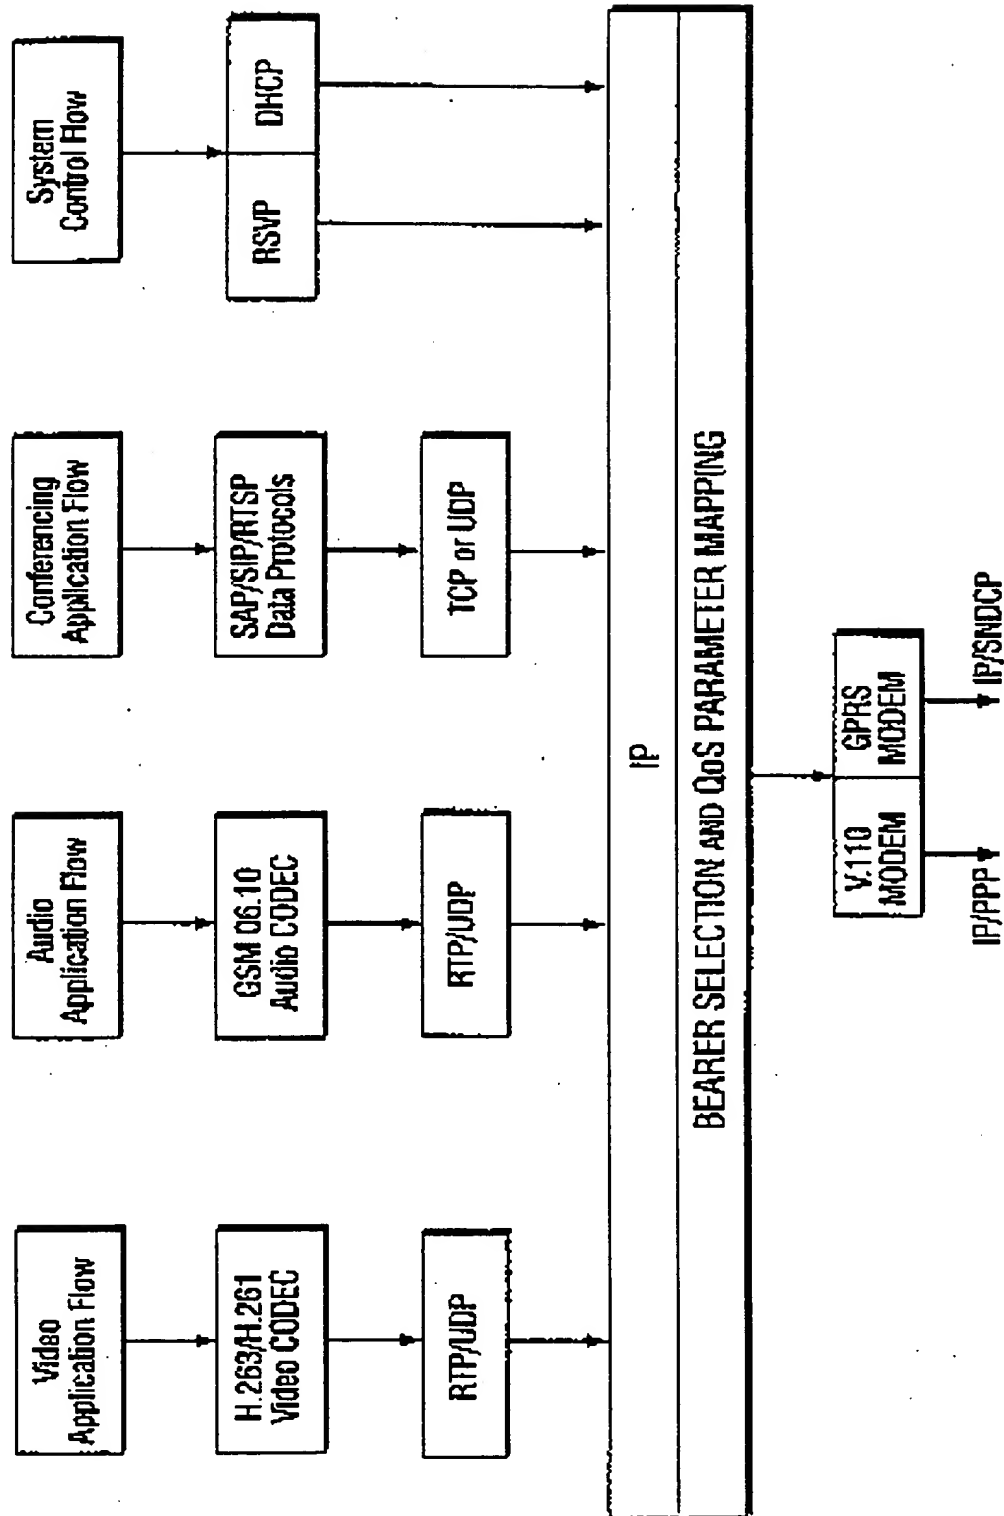 Video
Application Flow
Audio
Application Flow
Conferencing
Application Flow
System
Control Flow
H.263/H.261
Video CODEC
GSM 06.10
Audio CODEC
SAP/SIP/RTSP
Data Protocols
RSVP
DHCP
RTP/UDP
RTP/UDP
TCP or UDP
IP
BEARER SELECTION AND QoS PARAMETER MAPPING
V.110
MODEM
GPRS
MODEM
IP/PPP
IP/SNDCP